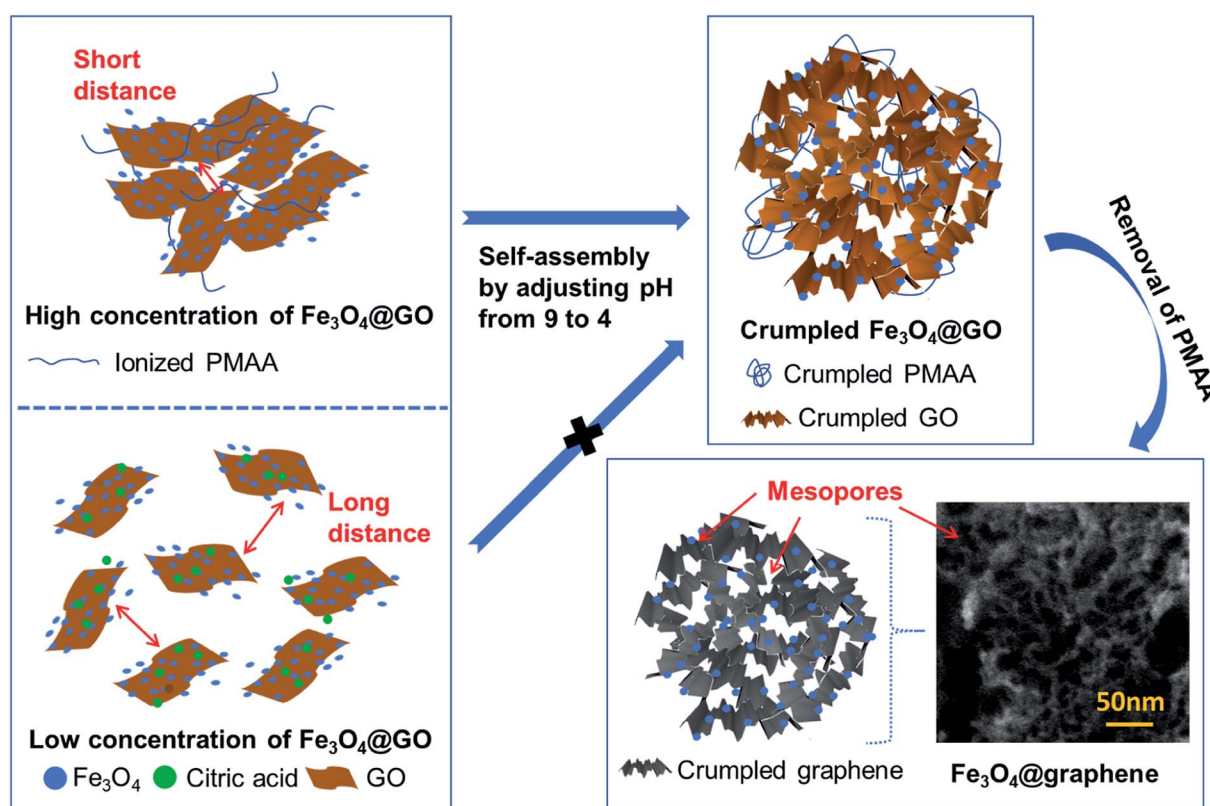 Short
distance
High concentration of Fe₃O₄@GO
Ionized PMAA
Long
distance
Low concentration of Fe₃O₄@GO
Fe₃O₄
Citric acid
GO
Self-assembly
by adjusting pH
from 9 to 4
Crumpled Fe₃O₄@GO
Crumpled PMAA
Crumpled GO
Removal of PMAA
Mesopores
50nm
Crumpled graphene
Fe₃O₄@graphene